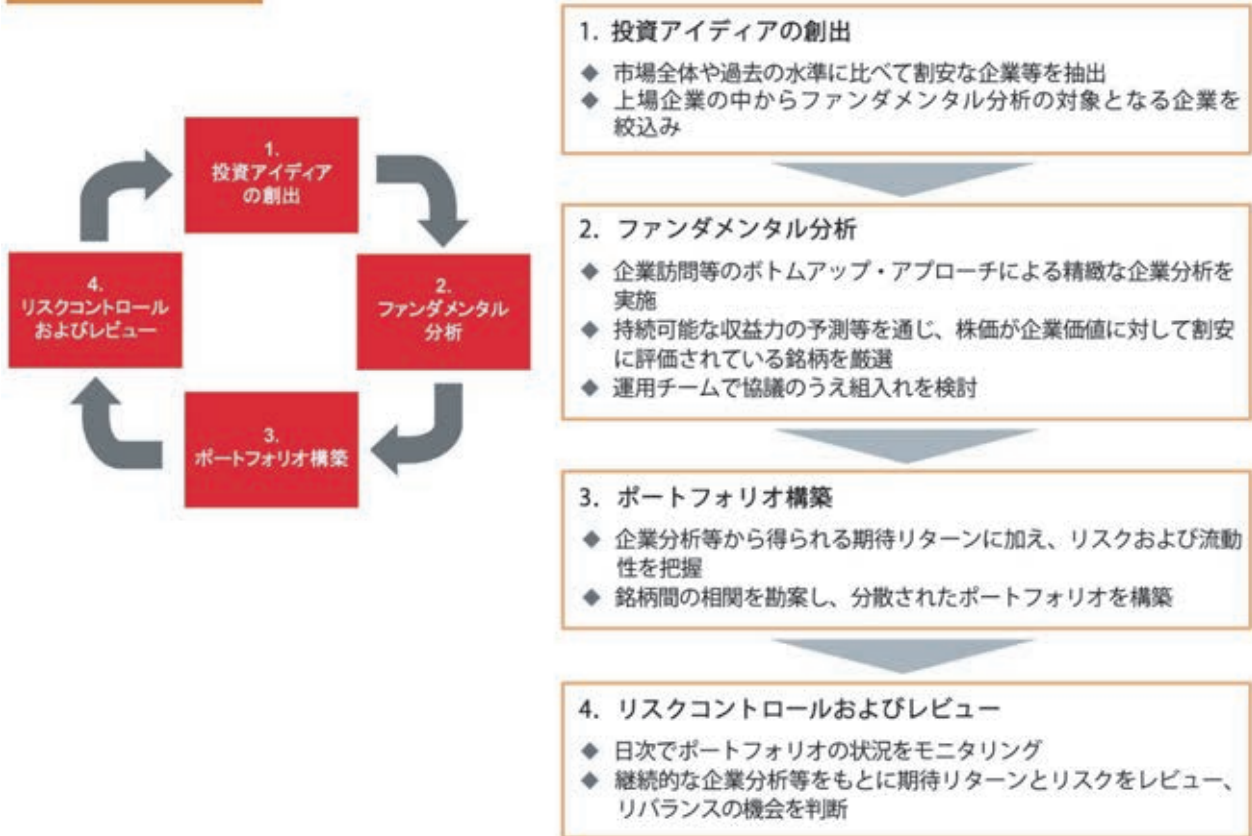 1.
投資アイディア
の創出
2.
ファンダメンタル
分析
3.
ポートフォリオ構築
4.
リスクコントロール
およびレビュー
1. 投資アイディアの創出
◆ 市場全体や過去の水準に比べて割安な企業等を抽出
◆ 上場企業の中からファンダメンタル分析の対象となる企業を
絞込み
2. ファンダメンタル分析
◆ 企業訪問等のボトムアップ・アプローチによる精緻な企業分析を
実施
◆ 持続可能な収益力の予測等を通じ、株価が企業価値に対して割安
に評価されている銘柄を厳選
◆ 運用チームで協議のうえ組入れを検討
3. ポートフォリオ構築
◆ 企業分析等から得られる期待リターンに加え、リスクおよび流動
性を把握
◆ 銘柄間の相関を勘案し、分散されたポートフォリオを構築
4. リスクコントロールおよびレビュー
◆ 日次でポートフォリオの状況をモニタリング
◆ 継続的な企業分析等をもとに期待リターンとリスクをレビュー、
リバランスの機会を判断